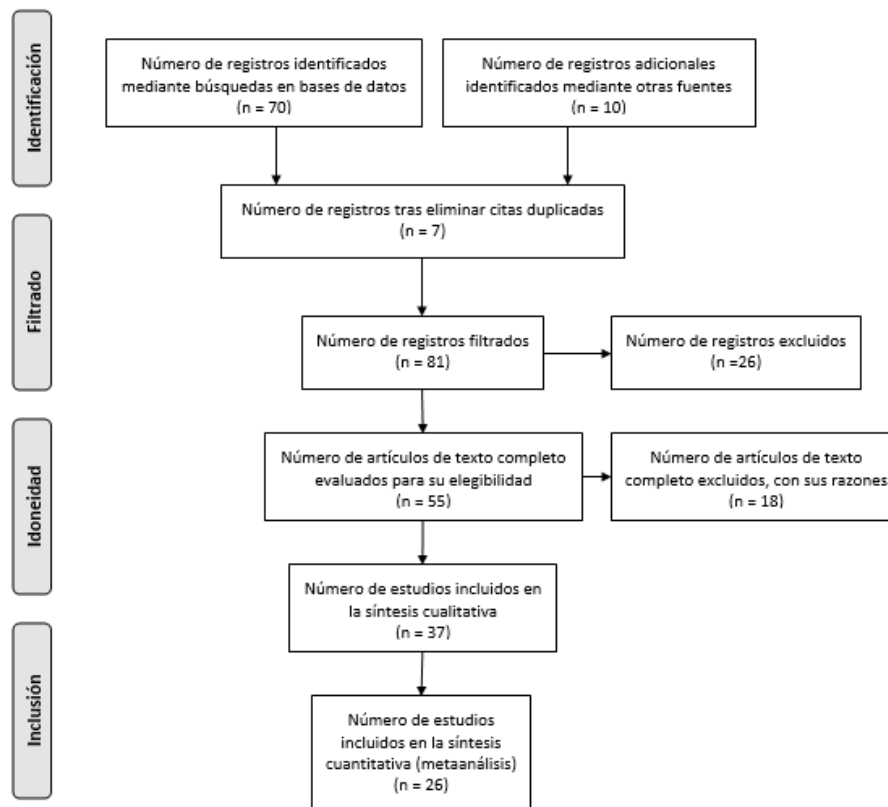 Identificación
Número de registros identificados
mediante búsquedas en bases de datos
(n = 70)
Número de registros adicionales
identificados mediante otras fuentes
(n = 10)
Número de registros tras eliminar citas duplicadas
(n = 7)
Filtrado
Número de registros filtrados
(n = 81)
Número de registros excluidos
(n =26)
Idoneidad
Número de artículos de texto completo
evaluados para su elegibilidad
(n = 55)
Número de artículos de texto
completo excluidos, con sus razones
(n = 18)
Número de estudios incluidos en
la síntesis cualitativa
(n = 37)
Inclusión
Número de estudios
incluidos en la síntesis
cuantitativa (metaanálisis)
(n = 26)